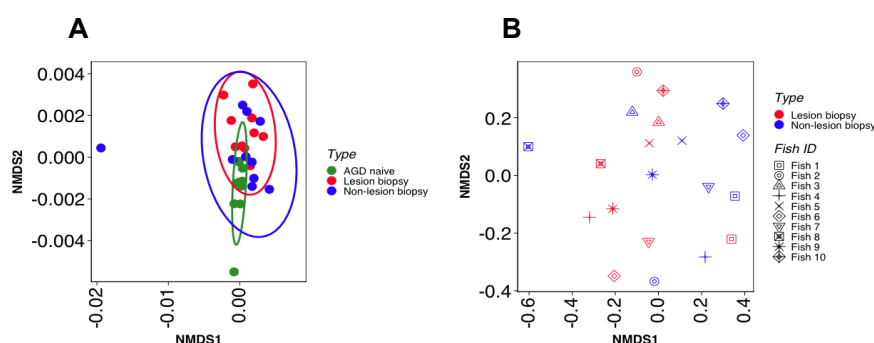 A
B
NMDS2
0.004
0.002
0.000
-0.002
-0.004
-0.02
-0.01
0.00
NMDS1
Type
AGD naive
Lesion biopsy
Non-lesion biopsy
NMDS2
0.2
0.0
-0.2
-0.4
-0.6
-0.4
-0.2
0.0
0.2
0.4
NMDS1
Type
Lesion biopsy
Non-lesion biopsy
Fish ID
Fish 1
Fish 2
Fish 3
Fish 4
Fish 5
Fish 6
Fish 7
Fish 8
Fish 9
Fish 10